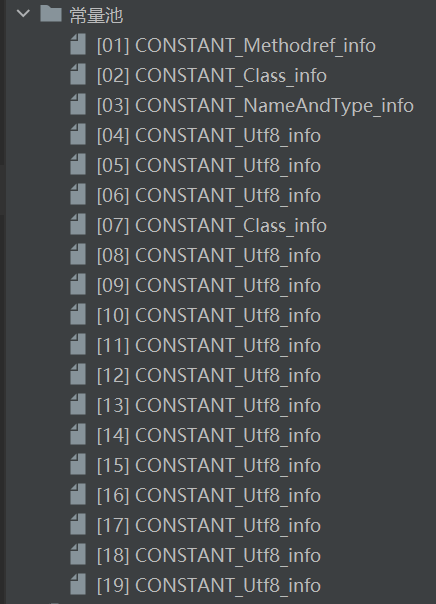 常量池
[01] CONSTANT_Methodref_info
[02] CONSTANT_Class_info
[03] CONSTANT_NameAndType_info
[04] CONSTANT_Utf8_info
[05] CONSTANT_Utf8_info
[06] CONSTANT_Utf8_info
[07] CONSTANT_Class_info
[08] CONSTANT_Utf8_info
[09] CONSTANT_Utf8_info
[10] CONSTANT_Utf8_info
[11] CONSTANT_Utf8_info
[12] CONSTANT_Utf8_info
[13] CONSTANT_Utf8_info
[14] CONSTANT_Utf8_info
[15] CONSTANT_Utf8_info
[16] CONSTANT_Utf8_info
[17] CONSTANT_Utf8_info
[18] CONSTANT_Utf8_info
[19] CONSTANT_Utf8_info